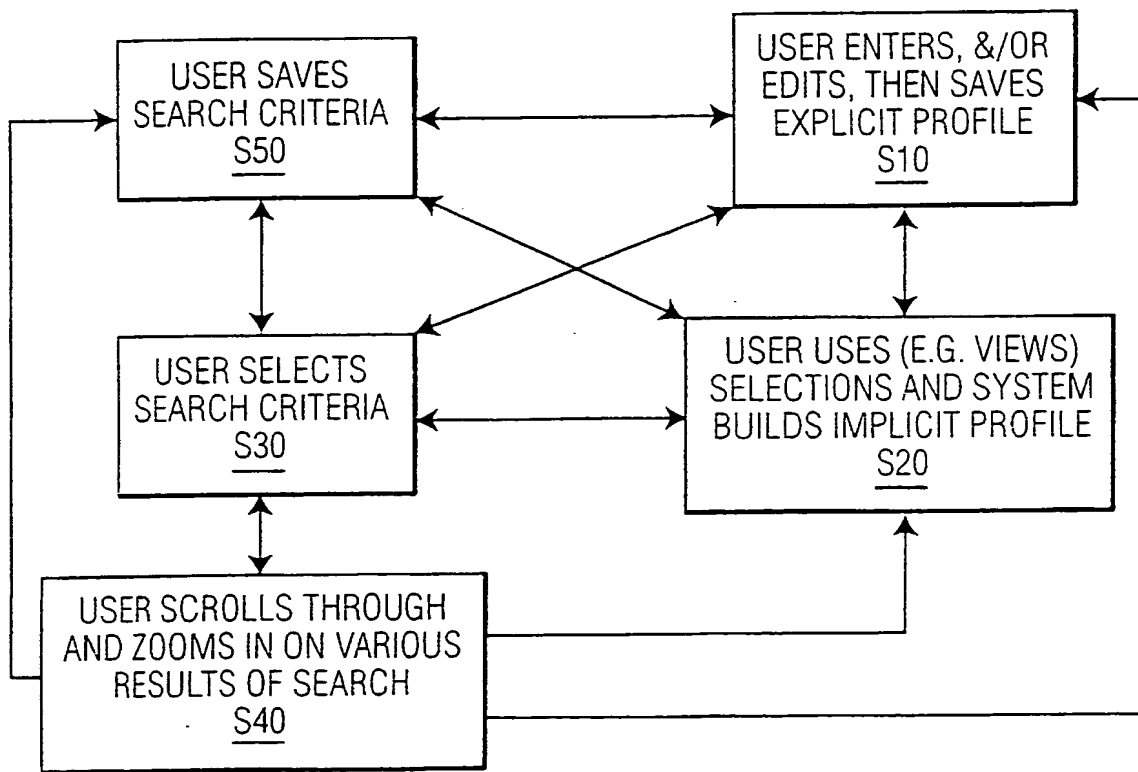 USER SAVES
SEARCH CRITERIA
S50
USER ENTERS, &/OR
EDITS, THEN SAVES
EXPLICIT PROFILE
S10
USER SELECTS
SEARCH CRITERIA
S30
USER USES (E.G. VIEWS)
SELECTIONS AND SYSTEM
BUILDS IMPLICIT PROFILE
S20
USER SCROLLS THROUGH
AND ZOOMS IN ON VARIOUS
RESULTS OF SEARCH
S40